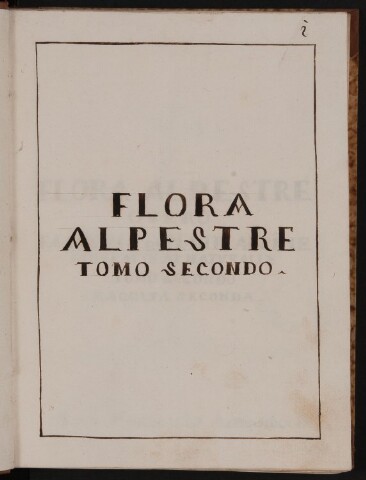 i
FLORA
ALPESTRE
TOMO SECONDO.